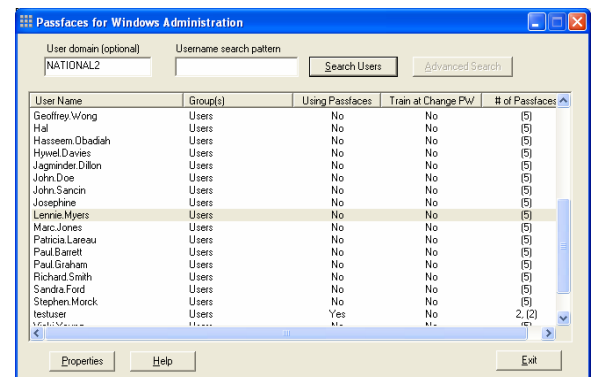 Passfaces for Windows Administration
User domain (optional) Username search pattern
NATIONAL2 Search Users Advanced Search
User Name Group(s) Using Passfaces Train at Change PW # of Passfaces
Geoffrey.Wong Users No No (5)
Hal Users No No (5)
Hasseem.Obadiah Users No No (5)
Hywel.Davies Users No No (5)
Jagminder.Dillon Users No No (5)
John.Doe Users No No (5)
John.Sancin Users No No (5)
Josephine Users No No (5)
Lennie.Myers Users No No (5)
Marc.Jones Users No No (5)
Patricia.Lareau Users No No (5)
Paul.Barrett Users No No (5)
Paul.Graham Users No No (5)
Richard.Smith Users No No (5)
Sandra.Ford Users No No (5)
Stephen.Morck Users No No (5)
testuser Users Yes No 2, (2)
Vicki.Young Users No No (5)
Properties Help Exit